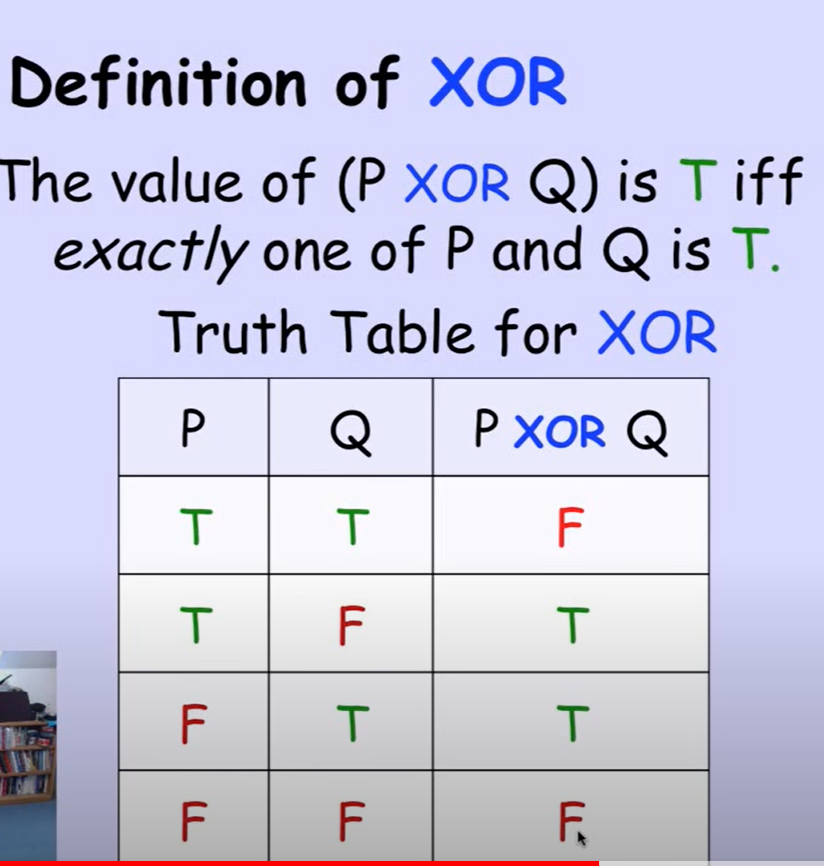 Definition of XOR
The value of (P XOR Q) is T iff
exactly one of P and Q is T.
Truth Table for XOR
P Q P XOR Q
T T F
T F T
F T T
F F F